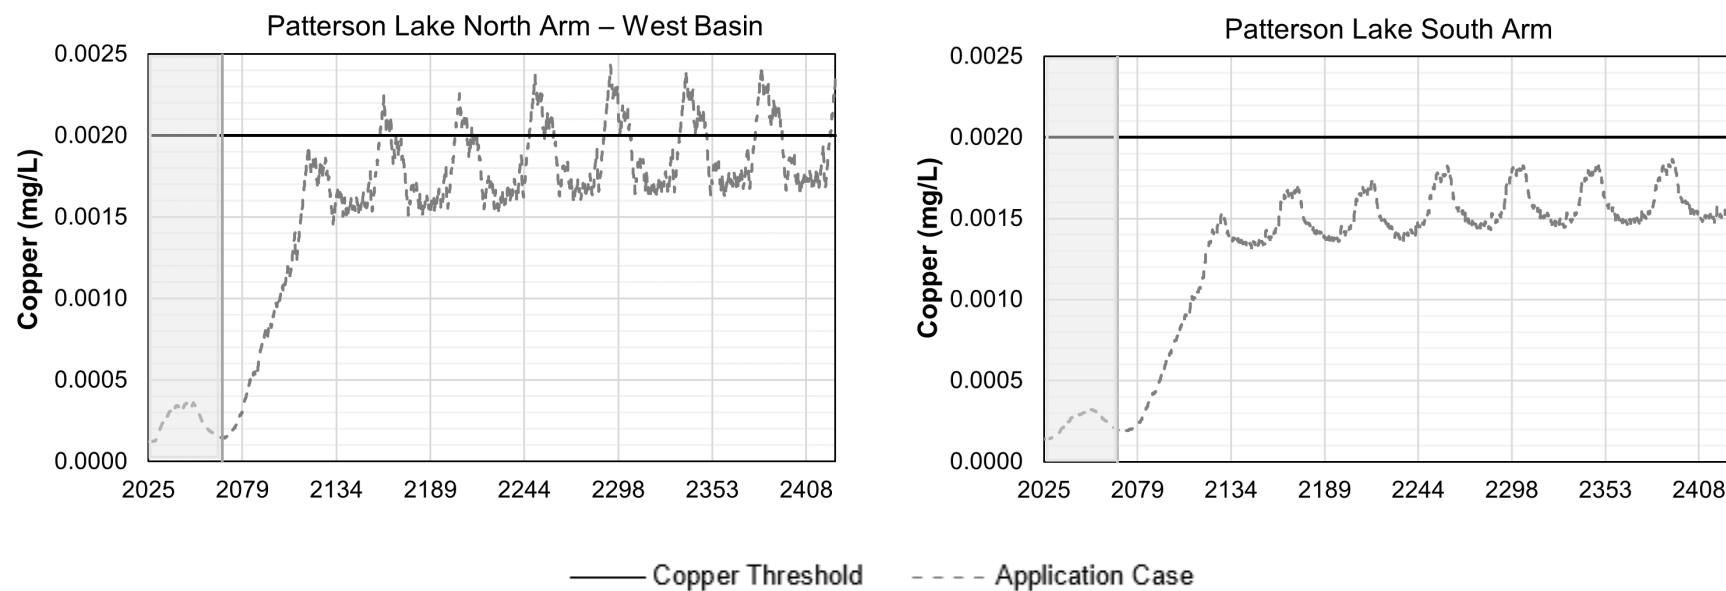 Patterson Lake North Arm – West Basin
Copper (mg/L)
0.0025
0.0020
0.0015
0.0010
0.0005
0.0000
2025 2079 2134 2189 2244 2298 2353 2408
Patterson Lake South Arm
Copper (mg/L)
0.0025
0.0020
0.0015
0.0010
0.0005
0.0000
2025 2079 2134 2189 2244 2298 2353 2408
Copper Threshold Application Case